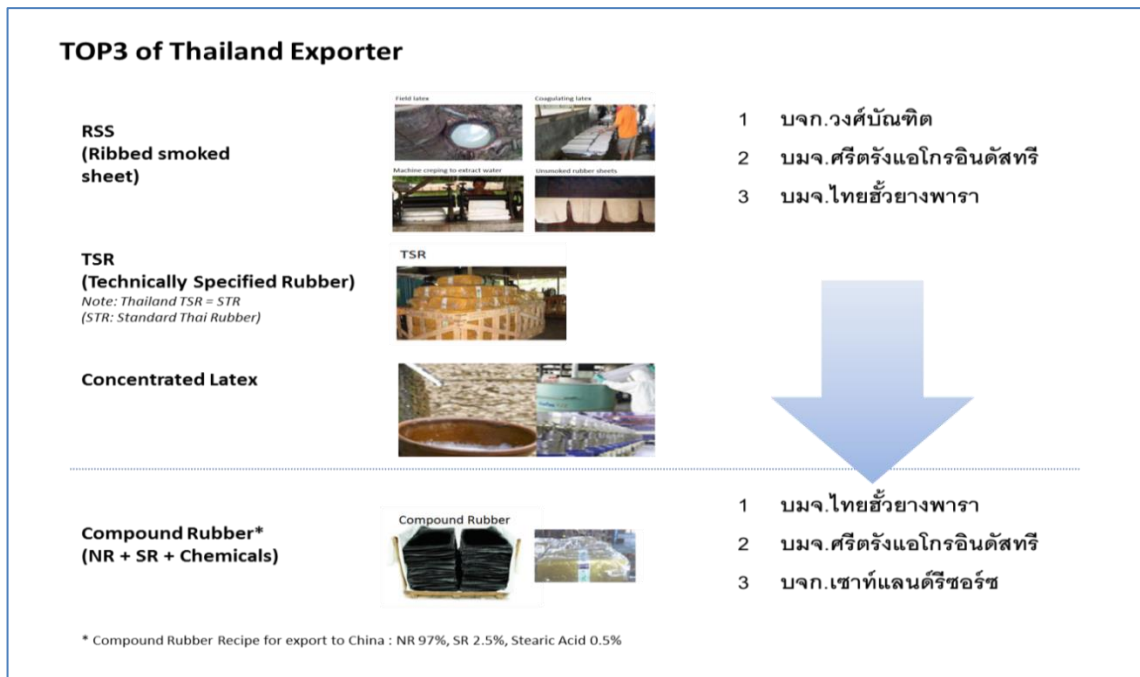 TOP3 of Thailand Exporter
RSS
(Ribbed smoked
sheet)
Field latex
Coagulating latex
Machine crnping to extract water
Unsmoked rubber sheets
1 บจก.วงศ์บัณฑิต
2 บมจ.ศรีตรังแอโกรอินดัสทรี
3 บมจ.ไทยฮั้วยางพารา
TSR
(Technically Specified Rubber)
Note: Thailand TSR = STR
(STR: Standard Thai Rubber)
TSR
Concentrated Latex
Compound Rubber*
(NR + SR + Chemicals)
Compound Rubber
1 บมจ.ไทยฮั้วยางพารา
2 บมจ.ศรีตรังแอโกรอินดัสทรี
3 บจก.เซาท์แลนด์รีซอร์ซ
* Compound Rubber Recipe for export to China : NR 97%, SR 2.5%, Stearic Acid 0.5%